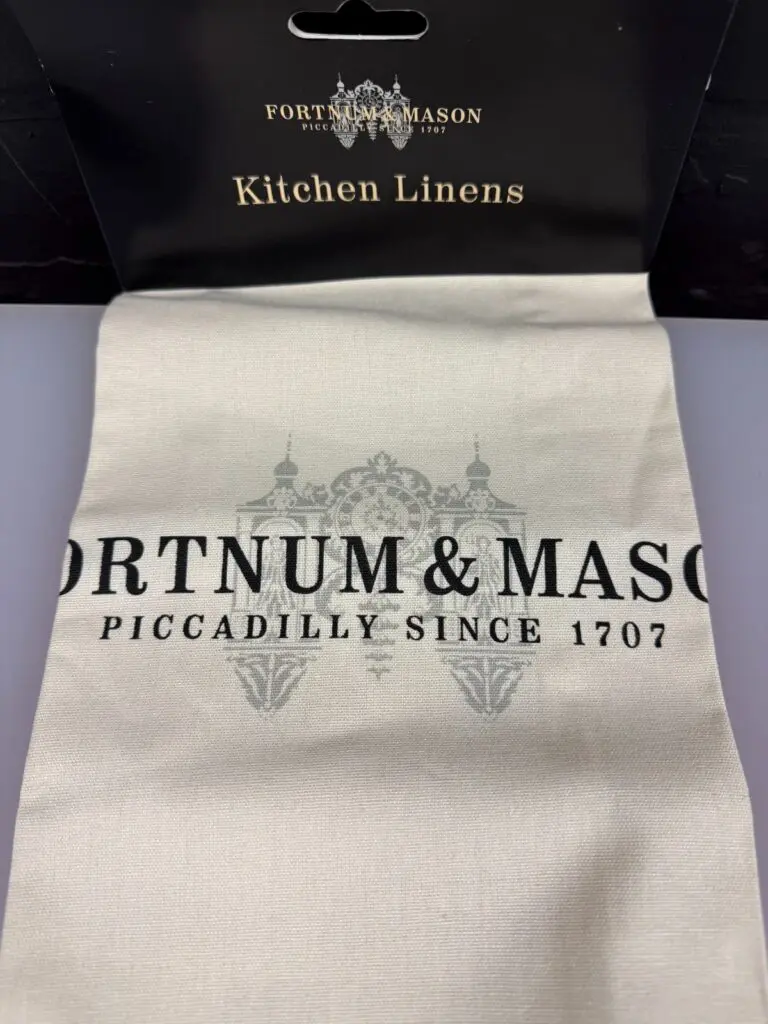 FORTNUM & MASON
PICCADILLY SINCE 1707
Kitchen Linens
ORTNUM & MASO
PICCADILLY SINCE 1707